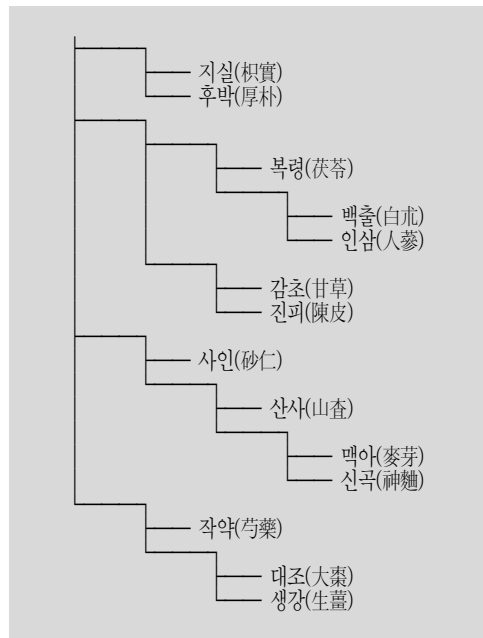 지실(枳實)
후박(厚朴)
복령(茯苓)
백출(白朮)
인삼(人蔘)
감초(甘草)
진피(陳皮)
사인(砂仁)
산사(山査)
맥아(麥芽)
신곡(神麯)
작약(芍藥)
대조(大棗)
생강(生薑)